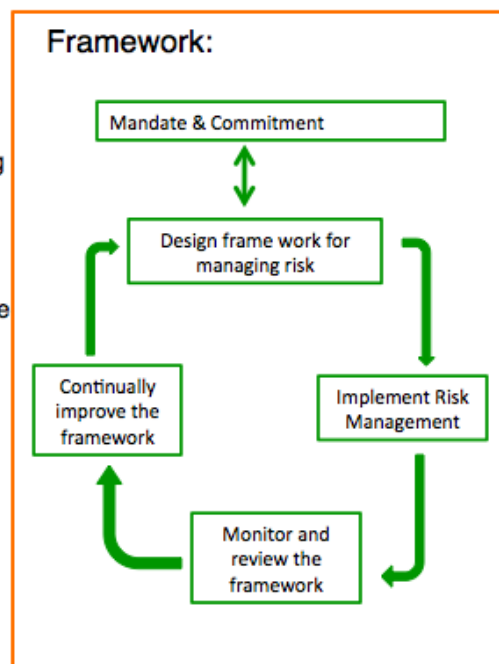 Framework:
Mandate & Commitment
g
Design frame work for
managing risk
e
Continually
improve the
framework
Implement Risk
Management
Monitor and
review the
framework